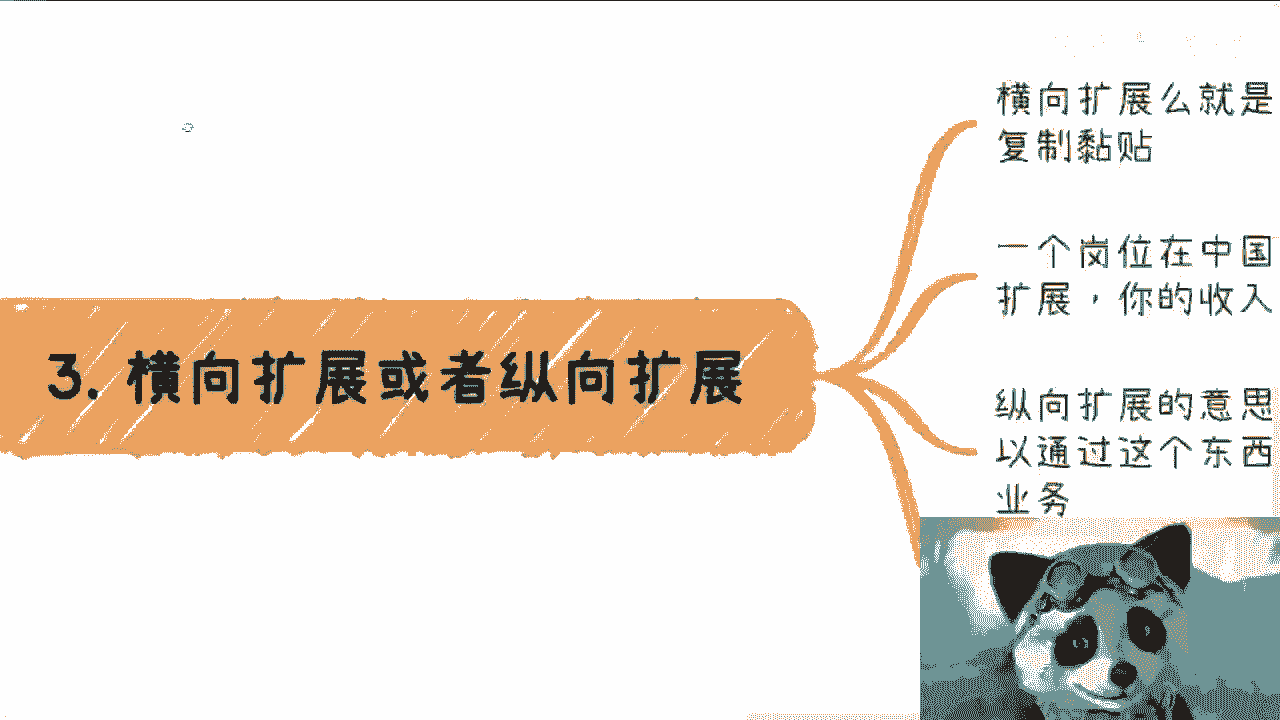 3. 横向扩展或者纵向扩展
横向扩展么就是
复制黏贴
一个岗位在中国
扩展，你的收入
纵向扩展的意思
以通过这个东西
业务